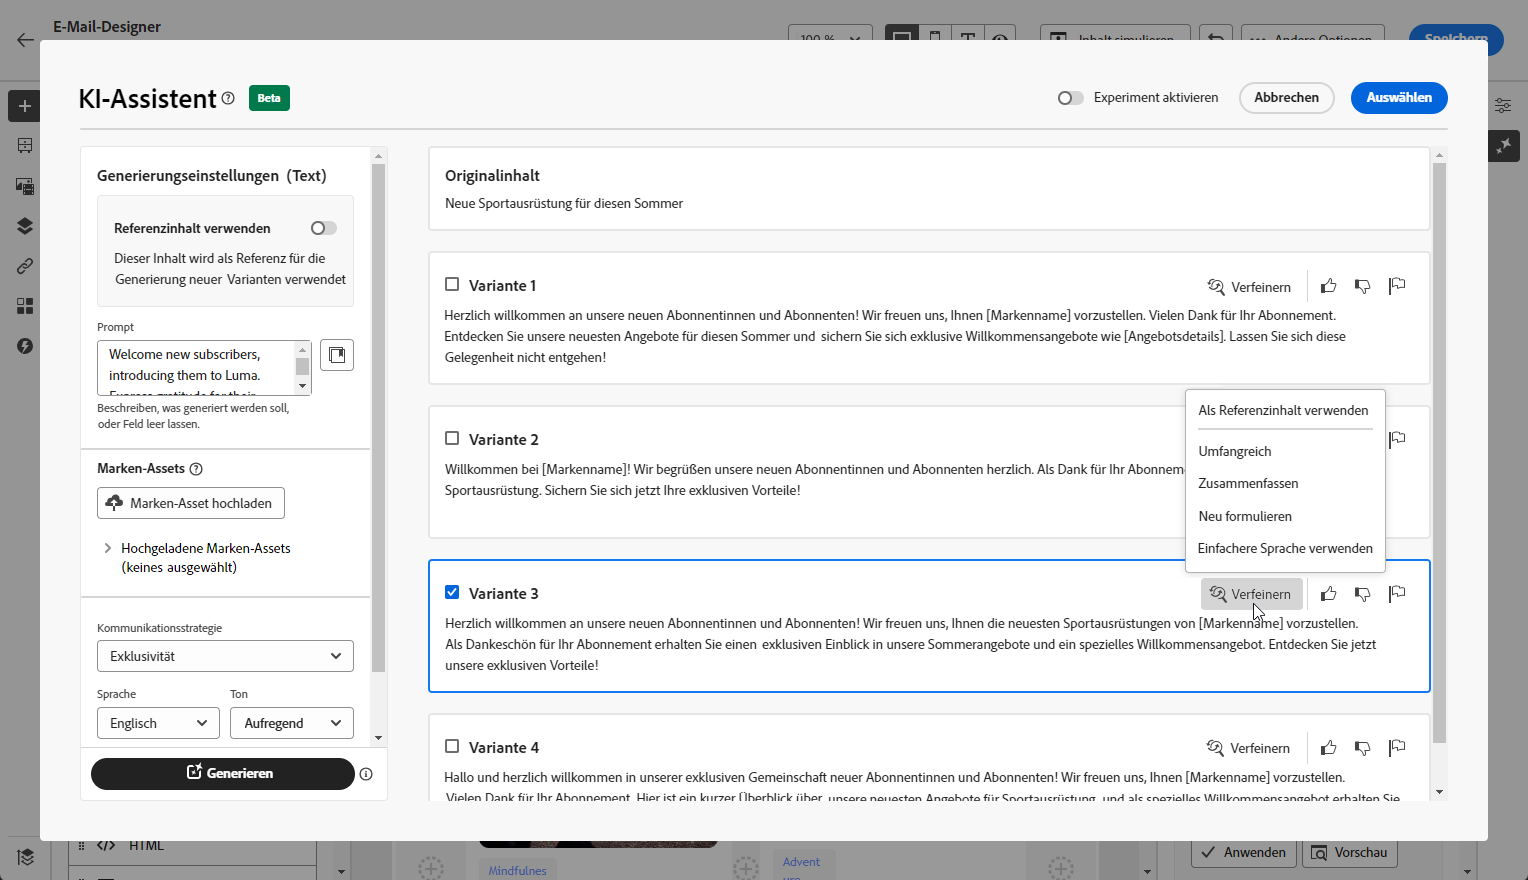 E-Mail-Designer
100 %
Inhalt simulieren
Andere Optionen
Speichern
KI-Assistent
Beta
Experiment aktivieren
Abbrechen
Auswählen
Generierungseinstellungen (Text)
Referenzinhalt verwenden
Dieser Inhalt wird als Referenz für die
Generierung neuer Varianten verwendet
Prompt
Welcome new subscribers,
introducing them to Luma.
Express gratitude for their
Beschreiben, was generiert werden soll,
oder Feld leer lassen.
Marken-Assets
Marken-Asset hochladen
Hochgeladene Marken-Assets
(keines ausgewählt)
Kommunikationsstrategie
Exklusivität
Sprache
Ton
Englisch
Aufregend
Generieren
Originalinhalt
Neue Sportausrüstung für diesen Sommer
Variante 1
Verfeinern
Herzlich willkommen an unsere neuen Abonnentinnen und Abonnenten! Wir freuen uns, Ihnen [Markenname] vorzustellen. Vielen Dank für Ihr Abonnement.
Entdecken Sie unsere neuesten Angebote für diesen Sommer und sichern Sie sich exklusive Willkommensangebote wie [Angebotsdetails]. Lassen Sie sich diese
Gelegenheit nicht entgehen!
Variante 2
Willkommen bei [Markenname]! Wir begrüßen unsere neuen Abonnentinnen und Abonnenten herzlich. Als Dank für Ihr Abonnem
Sportausrüstung. Sichern Sie sich jetzt Ihre exklusiven Vorteile!
Als Referenzinhalt verwenden
Umfangreich
Zusammenfassen
Neu formulieren
Einfachere Sprache verwenden
Variante 3
Verfeinern
Herzlich willkommen an unsere neuen Abonnentinnen und Abonnenten! Wir freuen uns, Ihnen die neuesten Sportausrüstungen von [Markenname] vorzustellen.
Als Dankeschön für Ihr Abonnement erhalten Sie einen exklusiven Einblick in unsere Sommerangebote und ein spezielles Willkommensangebot. Entdecken Sie jetzt
unsere exklusiven Vorteile!
Variante 4
Verfeinern
Hallo und herzlich willkommen in unserer exklusiven Gemeinschaft neuer Abonnentinnen und Abonnenten! Wir freuen uns, Ihnen [Markenname] vorzustellen.
Vielen Dank für Ihr Abonnement. Hier ist ein kurzer Überblick über unsere neuesten Angebote für Sportausrüstung, und als spezielles Willkommensangebot erhalten Sie
HTML
Mindfulnes
Advent
ure
Anwenden
Vorschau